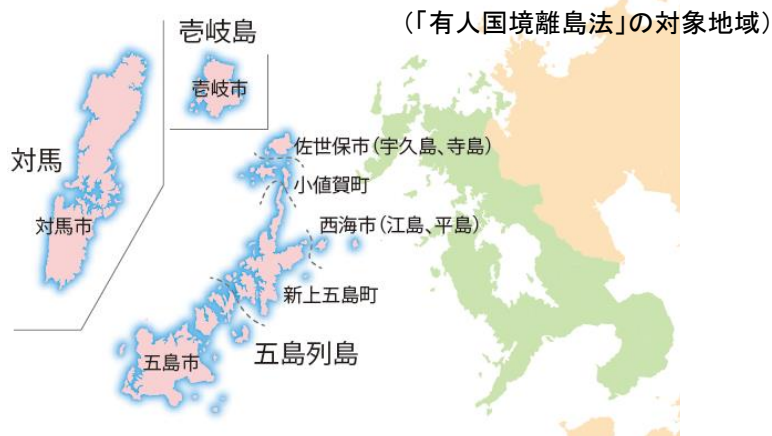 （「有人国境離島法」の対象地域）
壱岐島
壱岐市
対馬
対馬市
佐世保市（宇久島、寺島）
小値賀町
西海市（江島、平島）
新上五島町
五島列島
五島市